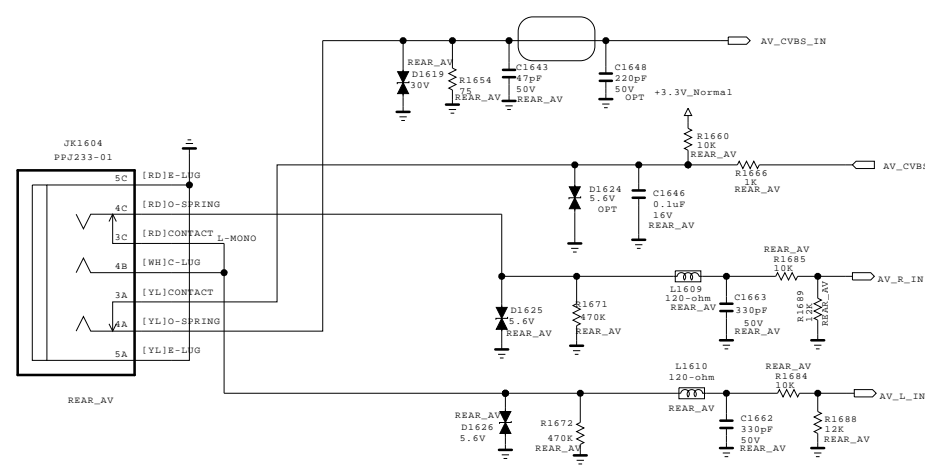 AV_CVBS_IN
REAR_AV
D1619
30V
R1654
75
REAR_AV
C1643
47pF
50V
REAR_AV
C1648
220pF
50V
OPT
+3.3V_Normal
R1660
10K
REAR_AV
R1666
1K
REAR_AV
AV_CVBS
D1624
5.6V
OPT
C1646
0.1uF
16V
REAR_AV
JK1604
PPJ233-01
5C [RD]E-LUG
4C [RD]O-SPRING
3C [RD]CONTACT L-MONO
4B [WH]C-LUG
3A [YL]CONTACT
4A [YL]O-SPRING
5A [YL]E-LUG
REAR_AV
D1625
5.6V
REAR_AV
R1671
470K
REAR_AV
L1609
120-ohm
REAR_AV
C1663
330pF
50V
REAR_AV
REAR_AV
R1685
10K
R1689
12K
REAR_AV
AV_R_IN
REAR_AV
D1626
5.6V
R1672
470K
REAR_AV
L1610
120-ohm
REAR_AV
C1662
330pF
50V
REAR_AV
REAR_AV
R1684
10K
R1688
12K
REAR_AV
AV_L_IN